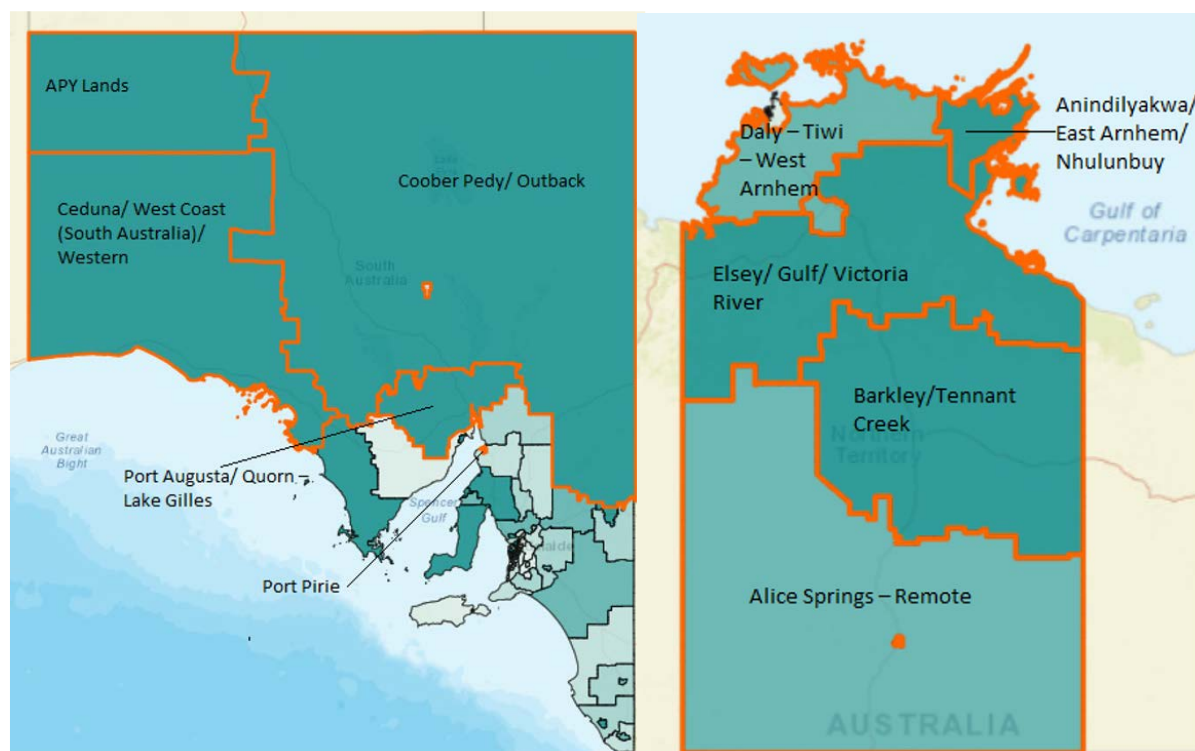 APY Lands
Ceduna/ West Coast
(South Australia)/
Western
Coober Pedy/ Outback
South
Australia
Great
Australian
Bight
Port Augusta/ Quorn –
Lake Gilles
Spencer
Gulf
Port Pirie
Daly – Tiwi
– West
Arnhem
Anindilyakwa/
East Arnhem/
Nhulunbuy
Gulf of
Carpentaria
Elsey/ Gulf/ Victoria
River
Barkley/Tennant
Creek
Northern
Territory
Alice Springs – Remote
AUSTRALIA